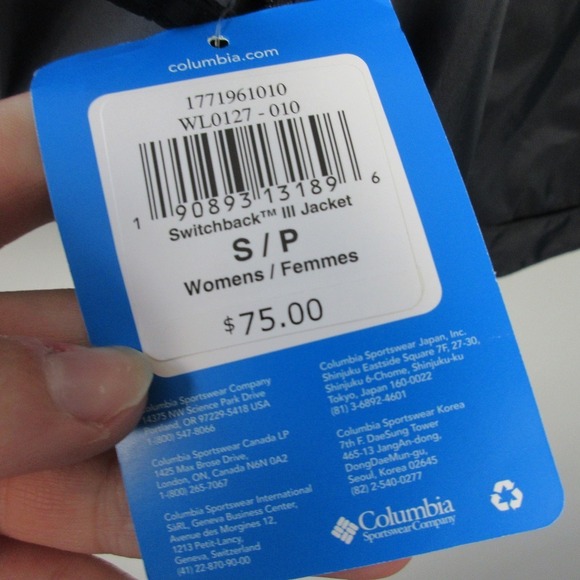 columbia.com
1771961010
WL0127 - 010
1 90893 13189 6
Switchback™ III Jacket
S / P
Womens / Femmes
$75.00
Columbia Sportswear Company
14375 NW Science Park Drive
Portland, OR 97229-5418 USA
1-800) 547-8066
Columbia Sportswear Canada LP
1425 Max Brose Drive,
London, ON, Canada N6N 0A2
1-(800) 265-7067
Columbia Sportswear International
SàRL, Geneva Business Center,
Avenue des Morgines 12,
1213 Petit-Lancy,
Geneva, Switzerland
(41) 22-870-90-00
Columbia Sportswear Japan, Inc.
Shinjuku Eastside Square 7F, 27-30,
Shinjuku 6-Chome, Shinjuku-ku
Tokyo, Japan 160-0022
(81) 3-6892-4601
Columbia Sportswear Korea
7th F. DaeSung Tower
465-13 JangAn-dong,
DongDaeMun-gu,
Seoul, Korea 02645
(82) 2-540-0277
Columbia
Sportswear Company